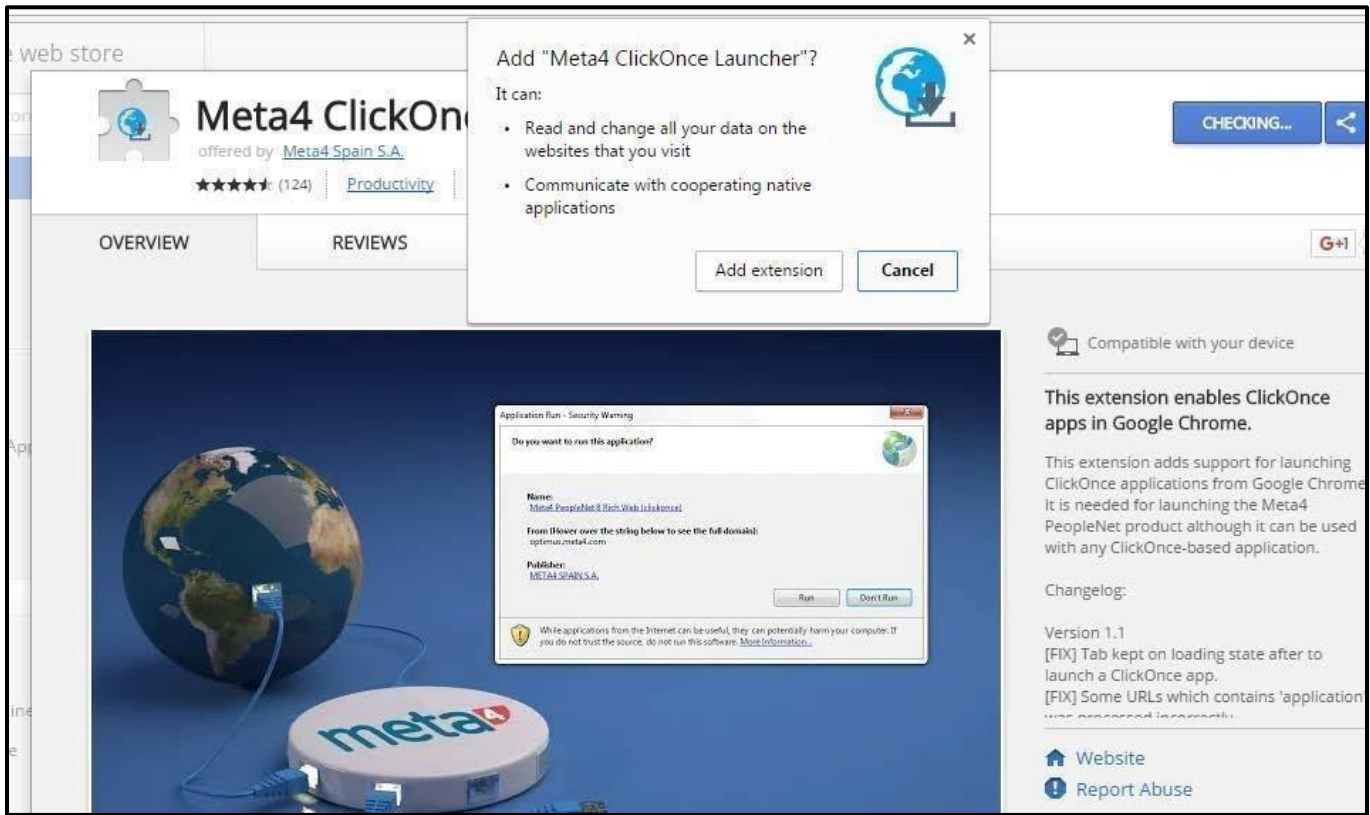 web store
Add "Meta4 ClickOnce Launcher"?
It can:
• Read and change all your data on the
websites that you visit
• Communicate with cooperating native
applications
Add extension
Cancel
Meta4 ClickOn
offered by Meta4 Spain S.A.
(124)
Productivity
CHECKING...
OVERVIEW
REVIEWS
G+1
Application Run - Security Warning
Do you want to run this application?
Name:
Meta4 PeopleNet 8 Rich Web (clickonce)
From (Hover over the string below to see the full domain):
optimus.meta4.com
Publisher:
META4 SPAIN S.A.
Run
Don't Run
While applications from the Internet can be useful, they can potentially harm your computer. If
you do not trust the source, do not run this software. More Information...
meta4
Compatible with your device
This extension enables ClickOnce
apps in Google Chrome.
This extension adds support for launching
ClickOnce applications from Google Chrome
It is needed for launching the Meta4
PeopleNet product although it can be used
with any ClickOnce-based application.
Changelog:
Version 1.1
[FIX] Tab kept on loading state after to
launch a ClickOnce app.
[FIX] Some URLs which contains 'application'
was processed incorrectly
Website
Report Abuse